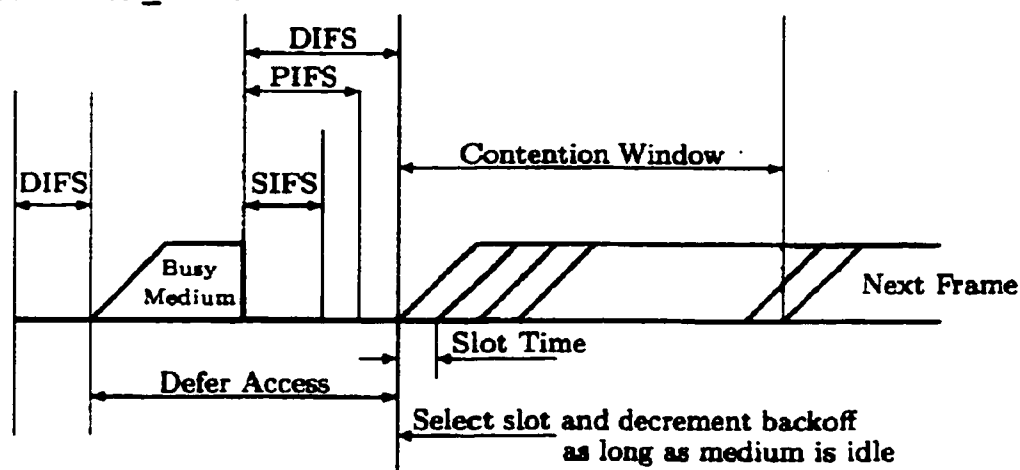 DIFS
PIFS
Contention Window
DIFS
SIFS
Busy
Medium
Next Frame
Slot Time
Defer Access
Select slot and decrement backoff
as long as medium is idle